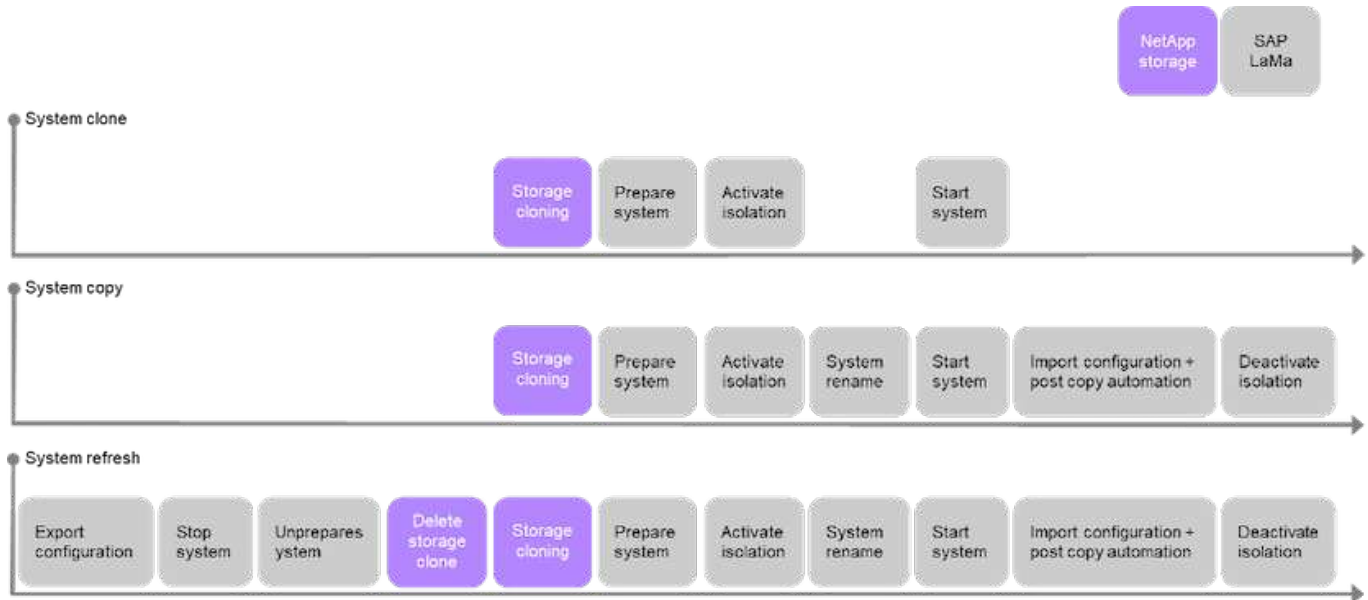 NetApp
storage
SAP
LaMa
System clone
Storage
cloning
Prepare
system
Activate
isolation
Start
system
System copy
Storage
cloning
Prepare
system
Activate
isolation
System
rename
Start
system
Import configuration +
post copy automation
Deactivate
isolation
System refresh
Export
configuration
Stop
system
Unprepares
ystem
Delete
storage
clone
Storage
cloning
Prepare
system
Activate
isolation
System
rename
Start
system
Import configuration +
post copy automation
Deactivate
isolation